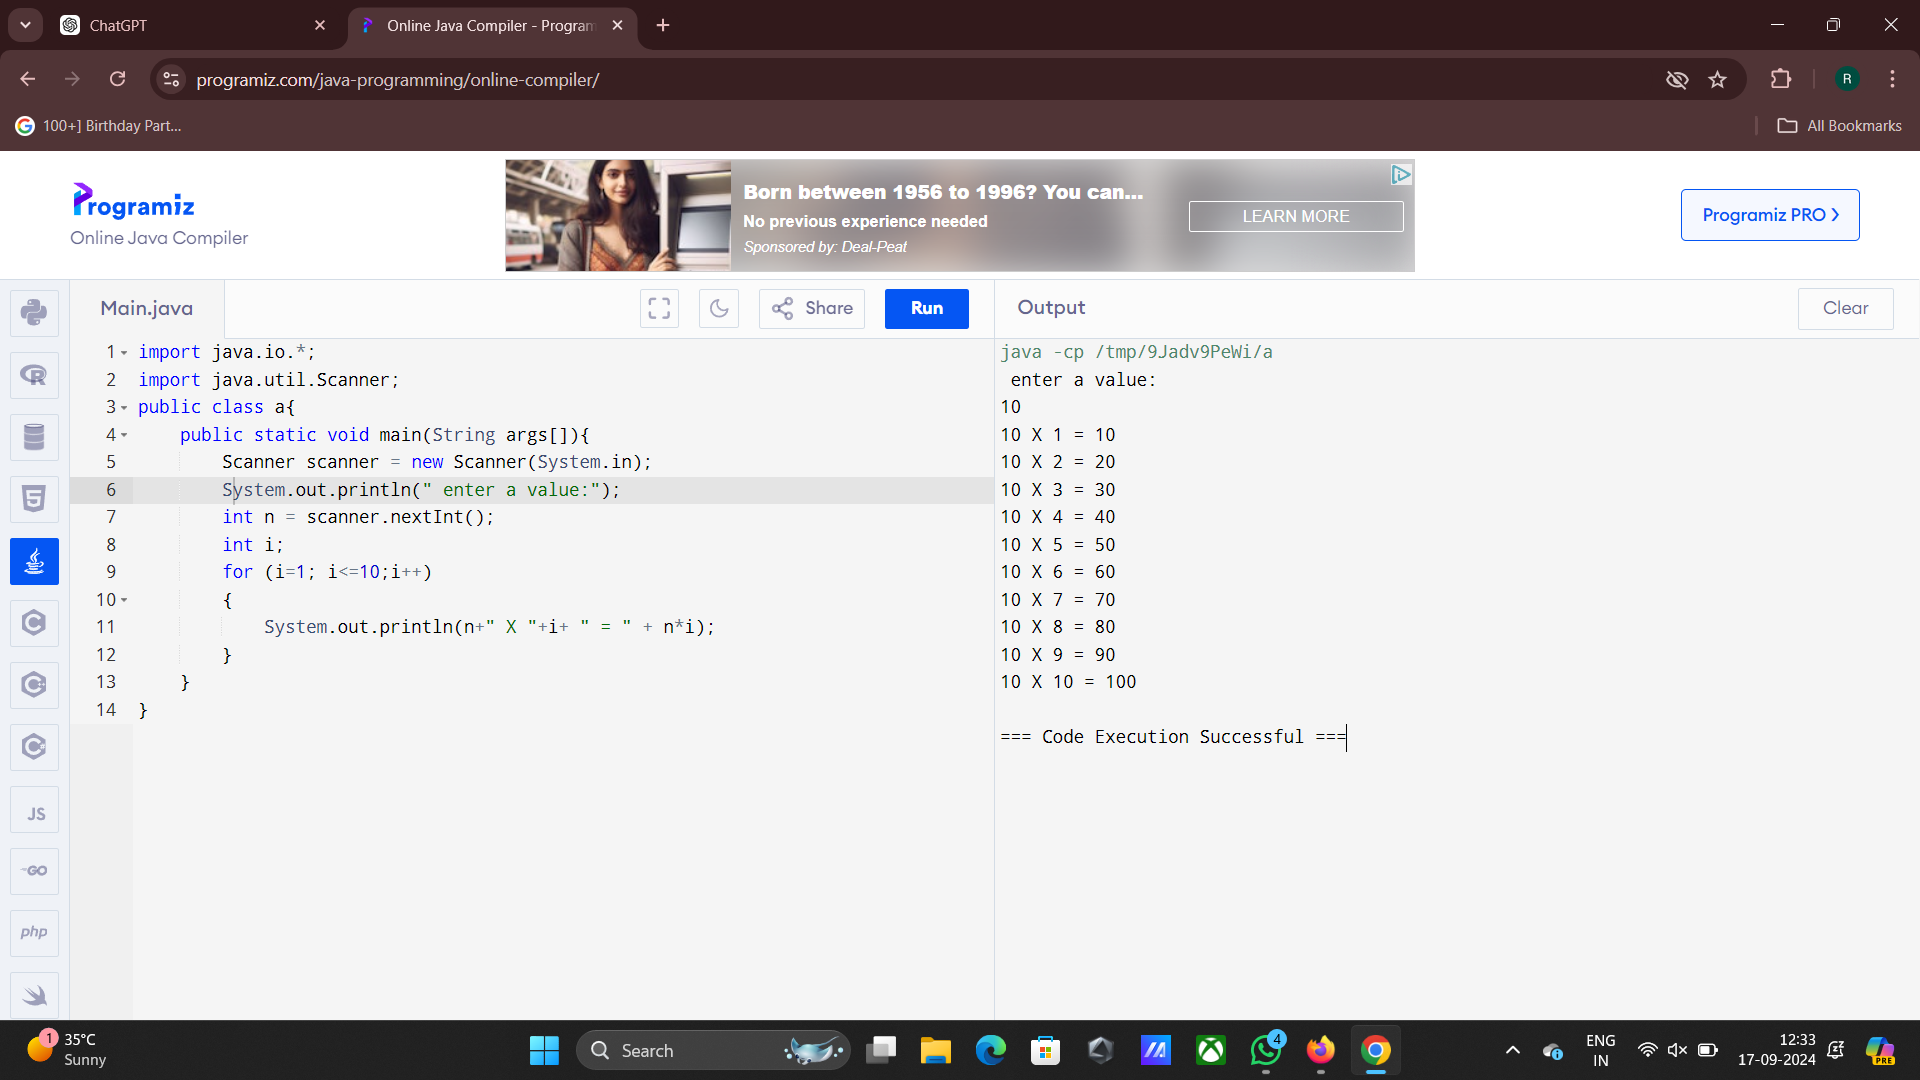 ChatGPT
Online Java Compiler - Program
programiz.com/java-programming/online-compiler/
R
100+] Birthday Part...
All Bookmarks
Programiz
Online Java Compiler
Born between 1956 to 1996? You can...
No previous experience needed
Sponsored by: Deal-Peat
LEARN MORE
Programiz PRO >
Main.java
Share
Run
Output
Clear
1 import java.io.*;
2 import java.util.Scanner;
3 public class a{
4 public static void main(String args[]){
5 Scanner scanner = new Scanner(System.in);
6 System.out.println(" enter a value:");
7 int n = scanner.nextInt();
8 int i;
9 for (i=1; i<=10;i++)
10 {
11 System.out.println(n+" X "+i+ " = " + n*i);
12 }
13 }
14 }
java -cp /tmp/9Jadv9PeWi/a
enter a value:
10
10 X 1 = 10
10 X 2 = 20
10 X 3 = 30
10 X 4 = 40
10 X 5 = 50
10 X 6 = 60
10 X 7 = 70
10 X 8 = 80
10 X 9 = 90
10 X 10 = 100
=== Code Execution Successful ===
R
5
C
C
C
JS
GO
php
1
35°C
Sunny
Search
4
ENG
IN
12:33
17-09-2024
PRE